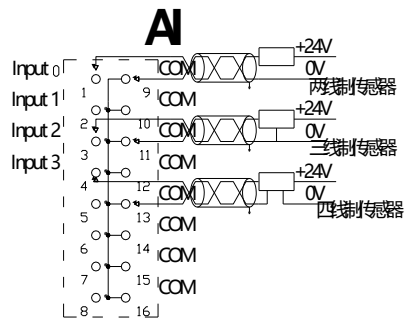 AI
+24V
Input 0 COM 0V
1 9 两线制传感器
Input 1 COM +24V
2 10
Input 2 COM 0V
3 11 三线制传感器
Input 3 COM
+24V
4 12
COM 0V
5 13 四线制传感器
COM
6 14
COM
7 15
COM
8 16